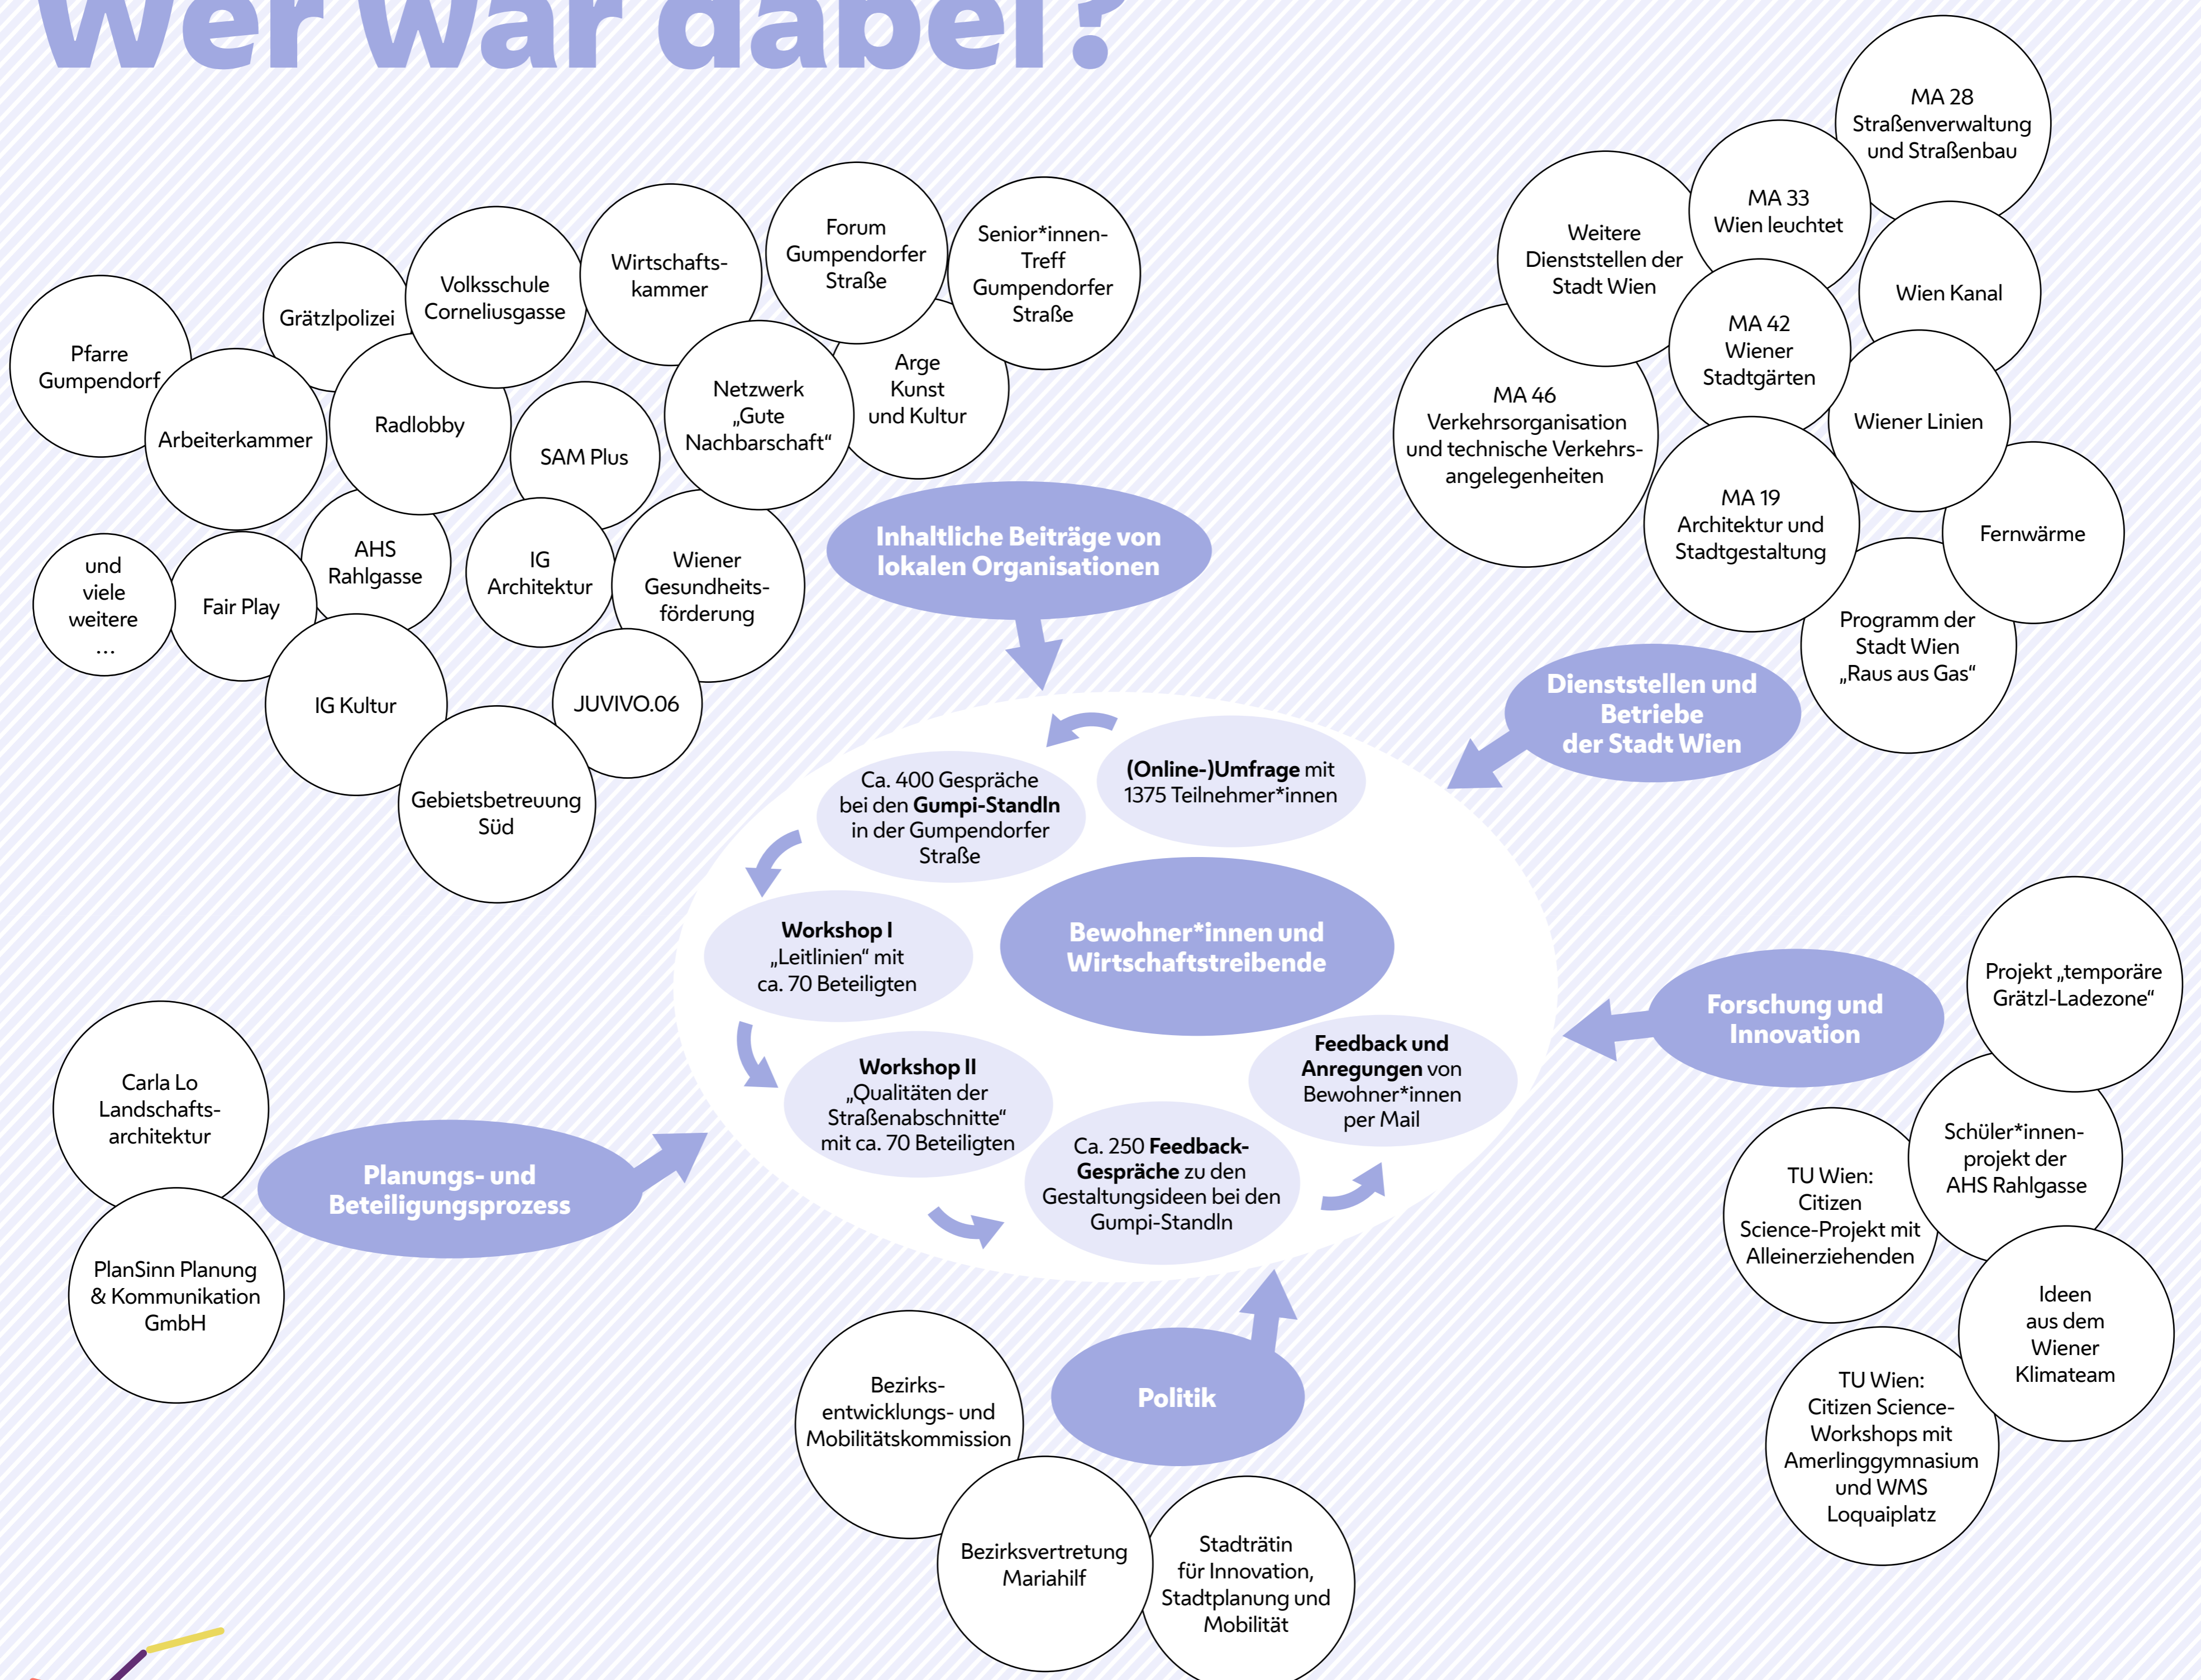 Wer war dabei?
Pfarre
Gumpendorf
Grätzlpolizei
Volksschule
Corneliusgasse
Wirtschafts-
kammer
Forum
Gumpendorfer
Straße
Senior*innen-
Treff
Gumpendorfer
Straße
Arbeiterkammer
Radlobby
SAM Plus
Netzwerk
„Gute
Nachbarschaft“
Arge
Kunst
und Kultur
und
viele
weitere
...
Fair Play
AHS
Rahlgasse
IG
Architektur
Wiener
Gesundheits-
förderung
IG Kultur
JUVIVO.06
Gebietsbetreuung
Süd
Inhaltliche Beiträge von
lokalen Organisationen
MA 28
Straßenverwaltung
und Straßenbau
MA 33
Wien leuchtet
Weitere
Dienststellen der
Stadt Wien
Wien Kanal
MA 42
Wiener
Stadtgärten
MA 46
Verkehrsorganisation
und technische Verkehrs-
angelegenheiten
Wiener Linien
MA 19
Architektur und
Stadtgestaltung
Fernwärme
Programm der
Stadt Wien
„Raus aus Gas“
Dienststellen und
Betriebe
der Stadt Wien
(Online-)Umfrage mit
1375 Teilnehmer*innen
Ca. 400 Gespräche
bei den Gumpi-Standln
in der Gumpendorfer
Straße
Workshop I
„Leitlinien“ mit
ca. 70 Beteiligten
Bewohner*innen und
Wirtschaftstreibende
Workshop II
„Qualitäten der
Straßenabschnitte“
mit ca. 70 Beteiligten
Ca. 250 Feedback-
Gespräche zu den
Gestaltungsideen bei den
Gumpi-Standln
Feedback und
Anregungen von
Bewohner*innen
per Mail
Forschung und
Innovation
Projekt „temporäre
Grätzl-Ladezone“
Schüler*innen-
projekt der
AHS Rahlgasse
TU Wien:
Citizen
Science-Projekt mit
Alleinerziehenden
Ideen
aus dem
Wiener
Klimateam
TU Wien:
Citizen Science-
Workshops mit
Amerlinggymnasium
und WMS
Loquaiplatz
Carla Lo
Landschafts-
architektur
PlanSinn Planung
& Kommunikation
GmbH
Planungs- und
Beteiligungsprozess
Politik
Bezirks-
entwicklungs- und
Mobilitätskommission
Bezirksvertretung
Mariahilf
Stadträtin
für Innovation,
Stadtplanung und
Mobilität